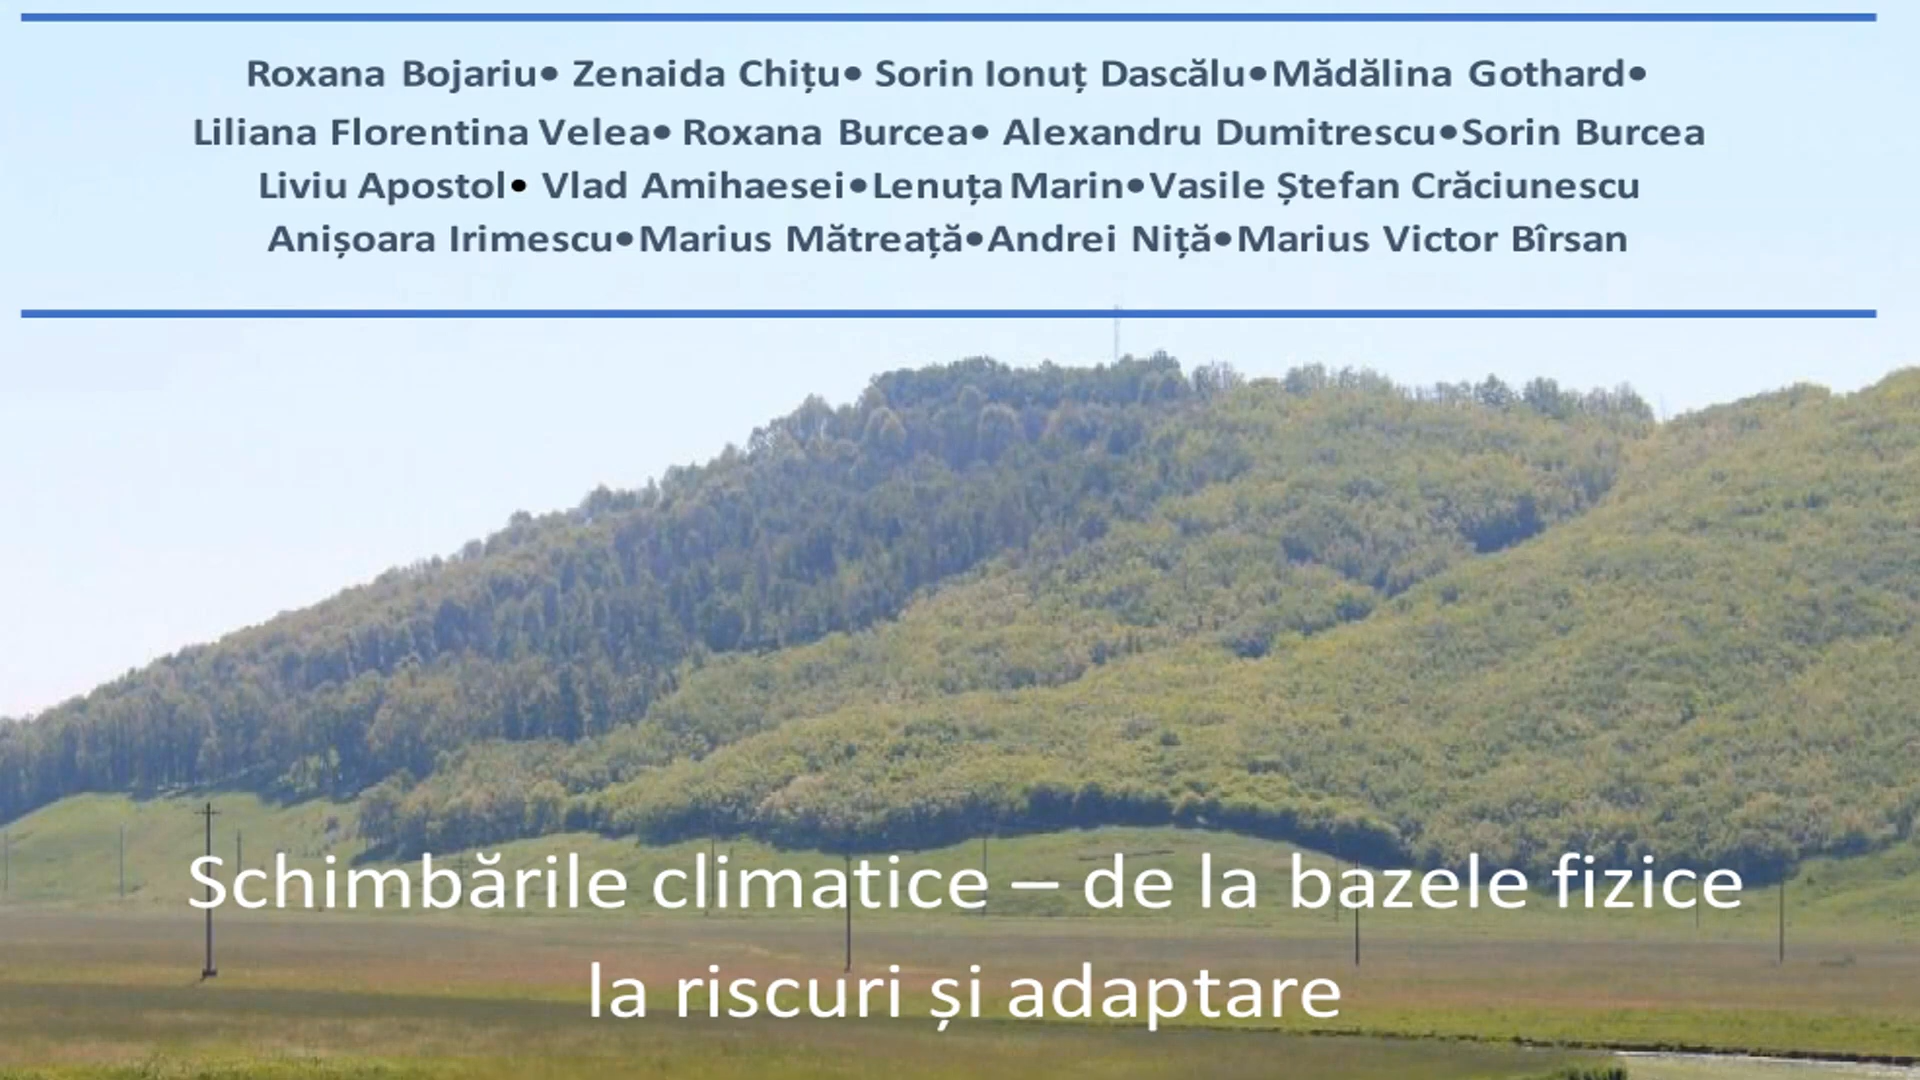 Roxana Bojariu• Zenaida Chițu• Sorin Ionuț Dascălu•Mădălina Gothard•
Liliana Florentina Velea• Roxana Burcea• Alexandru Dumitrescu•Sorin Burcea
Liviu Apostol• Vlad Amihaesei•Lenuța Marin•Vasile Ștefan Crăciunescu
Anișoara Irimescu•Marius Mătreață•Andrei Niță•Marius Victor Bîrsan
Schimbările climatice – de la bazele fizice
la riscuri și adaptare